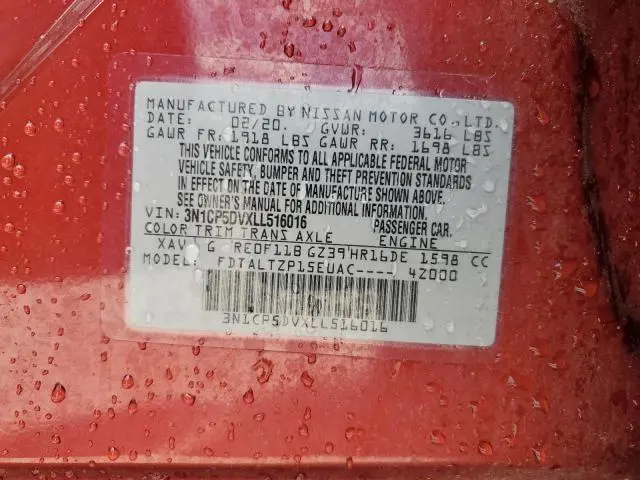 MANUFACTURED BY NISSAN MOTOR CO., LTD.
DATE: 02/20. GVWR: 3616 LBS
GAWR FR: 1918 LBS GAWR RR: 1698 LBS
THIS VEHICLE CONFORMS TO ALL APPLICABLE FEDERAL MOTOR
VEHICLE SAFETY, BUMPER AND THEFT PREVENTION STANDARDS
IN EFFECT ON THE DATE OF MANUFACTURE SHOWN ABOVE.
SEE OWNER'S MANUAL FOR ADDITIONAL INFORMATION.
VIN: 3N1CP5DVXLL516016 PASSENGER CAR.
COLOR TRIM TRANS AXLE ENGINE
XAV G RE0F11B GZ39 HR16DE 1598 CC
MODEL: FDTALTZP15EUAC---- 42000
3N1CP5DVXLL516016